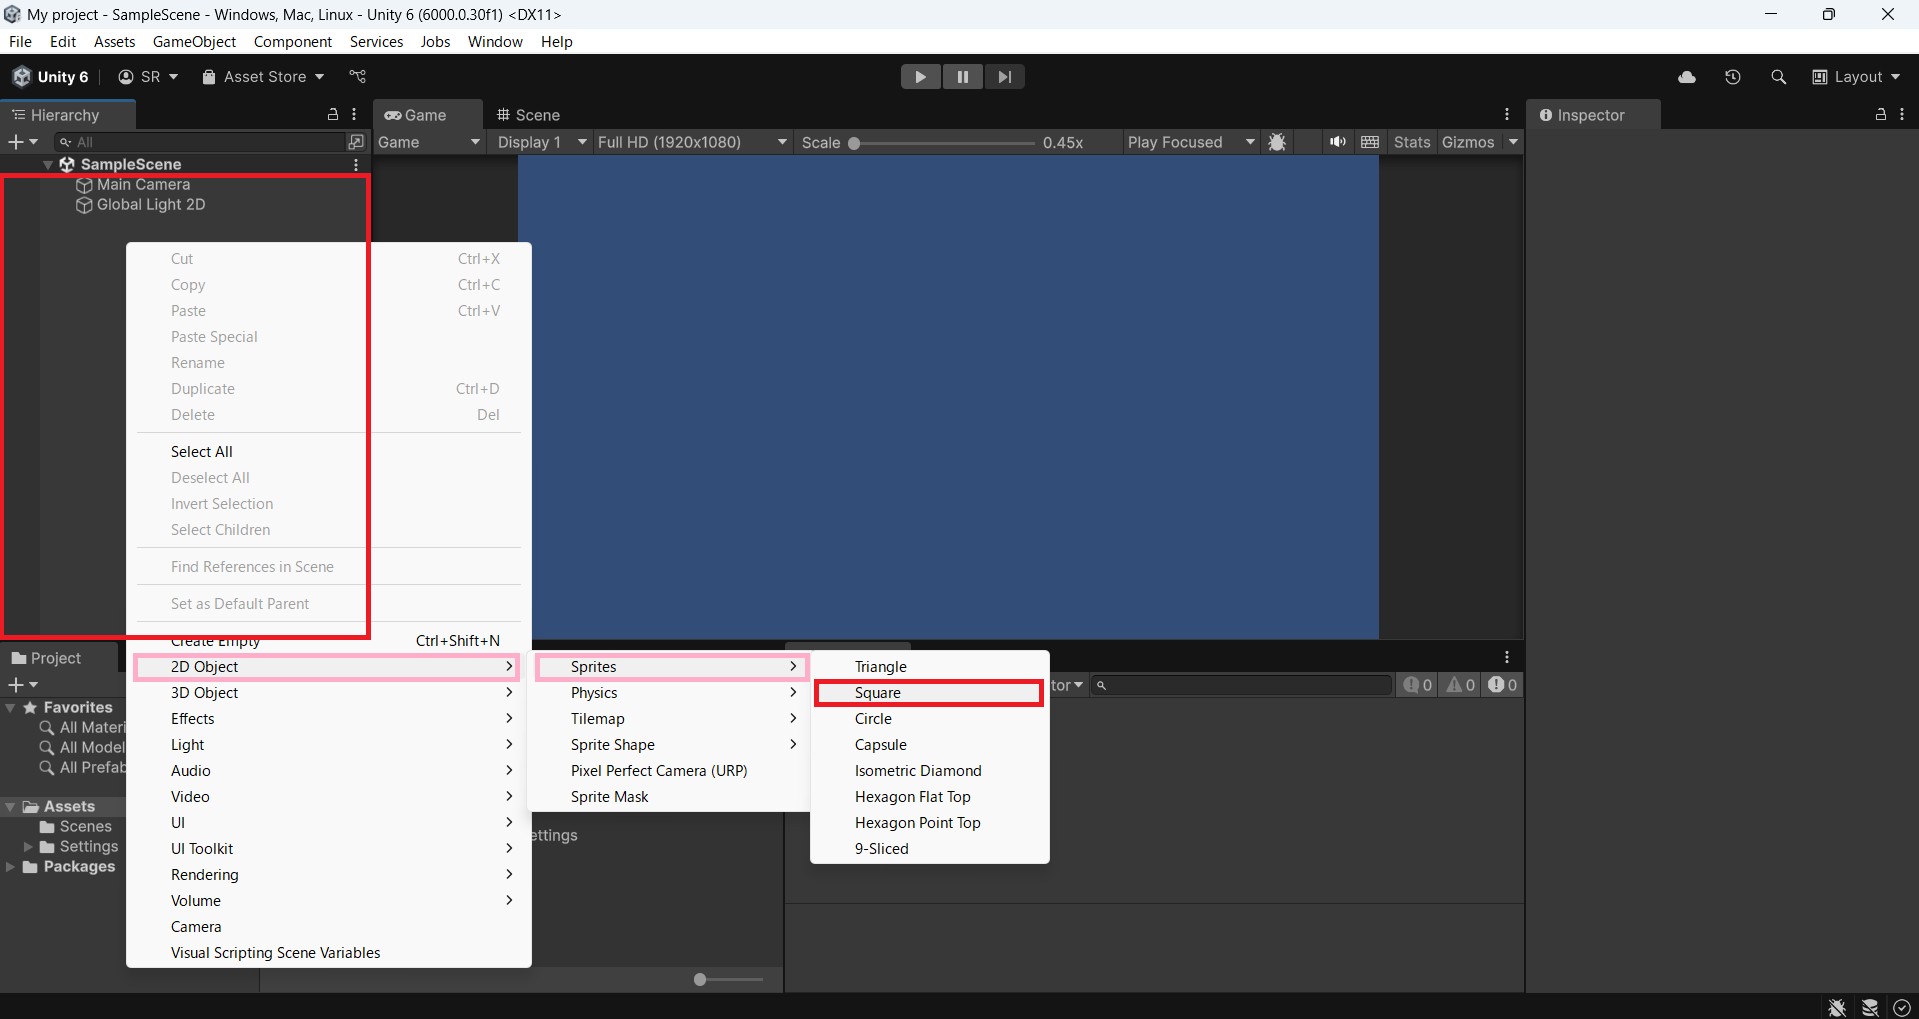 My project - SampleScene - Windows, Mac, Linux - Unity 6 (6000.0.30f1) <DX11>
File Edit Assets GameObject Component Services Jobs Window Help
Unity 6 SR Asset Store Layout
Hierarchy
Game Scene
Inspector
All
Game Display 1 Full HD (1920x1080) Scale 0.45x Play Focused Stats Gizmos
SampleScene
Main Camera
Global Light 2D
Cut Ctrl+X
Copy Ctrl+C
Paste Ctrl+V
Paste Special
Rename
Duplicate Ctrl+D
Delete Del
Select All
Deselect All
Invert Selection
Select Children
Find References in Scene
Set as Default Parent
Create Empty Ctrl+Shift+N
2D Object
3D Object
Effects
Light
Audio
Video
UI
UI Toolkit
Rendering
Volume
Camera
Visual Scripting Scene Variables
Sprites
Physics
Tilemap
Sprite Shape
Pixel Perfect Camera (URP)
Sprite Mask
Triangle
Square
Circle
Capsule
Isometric Diamond
Hexagon Flat Top
Hexagon Point Top
9-Sliced
Project
Favorites
All Materi
All Model
All Prefab
Assets
Scenes
Settings
Packages
ettings
tor
0 0 0